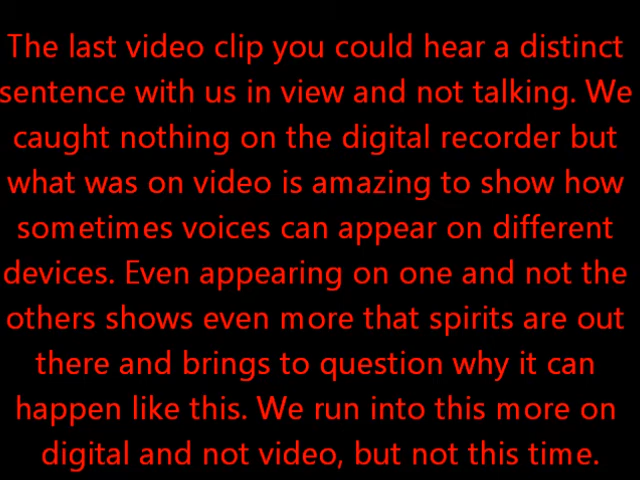 The last video clip you could hear a distinct
sentence with us in view and not talking. We
caught nothing on the digital recorder but
what was on video is amazing to show how
sometimes voices can appear on different
devices. Even appearing on one and not the
others shows even more that spirits are out
there and brings to question why it can
happen like this. We run into this more on
digital and not video, but not this time.